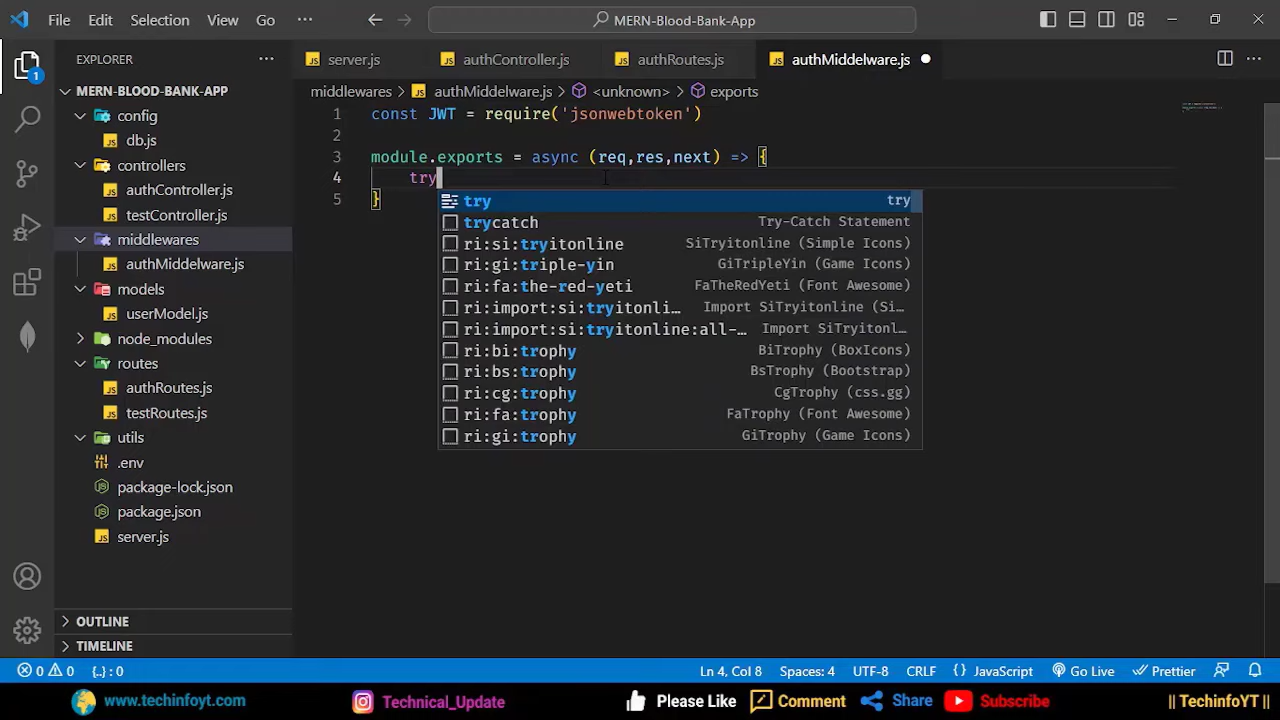 File Edit Selection View Go ··· MERN-Blood-Bank-App
EXPLORER ···
server.js authController.js authRoutes.js authMiddelware.js ···
MERN-BLOOD-BANK-APP
config
db.js
controllers
authController.js
testController.js
middlewares
authMiddelware.js
models
userModel.js
node_modules
routes
authRoutes.js
testRoutes.js
utils
.env
package-lock.json
package.json
server.js
OUTLINE
TIMELINE
1
middlewares > authMiddelware.js > <unknown> > exports
1 const JWT = require('jsonwebtoken')
2
3 module.exports = async (req,res,next) => {
4 try
5 }
try try
trycatch Try-Catch Statement
ri:si:tryitonline SiTryitonline (Simple Icons)
ri:gi:triple-yin GiTripleYin (Game Icons)
ri:fa:the-red-yeti FaTheRedYeti (Font Awesome)
ri:import:si:tryitonli… Import SiTryitonline (Si…
ri:import:si:tryitonline:all-… Import SiTryitonl…
ri:bi:trophy BiTrophy (BoxIcons)
ri:bs:trophy BsTrophy (Bootstrap)
ri:cg:trophy CgTrophy (css.gg)
ri:fa:trophy FaTrophy (Font Awesome)
ri:gi:trophy GiTrophy (Game Icons)
0 0 {..} : 0 Ln 4, Col 8 Spaces: 4 UTF-8 CRLF {} JavaScript Go Live Prettier
www.techinfoyt.com Technical_Update Please Like Comment Share Subscribe || TechinfoYT ||